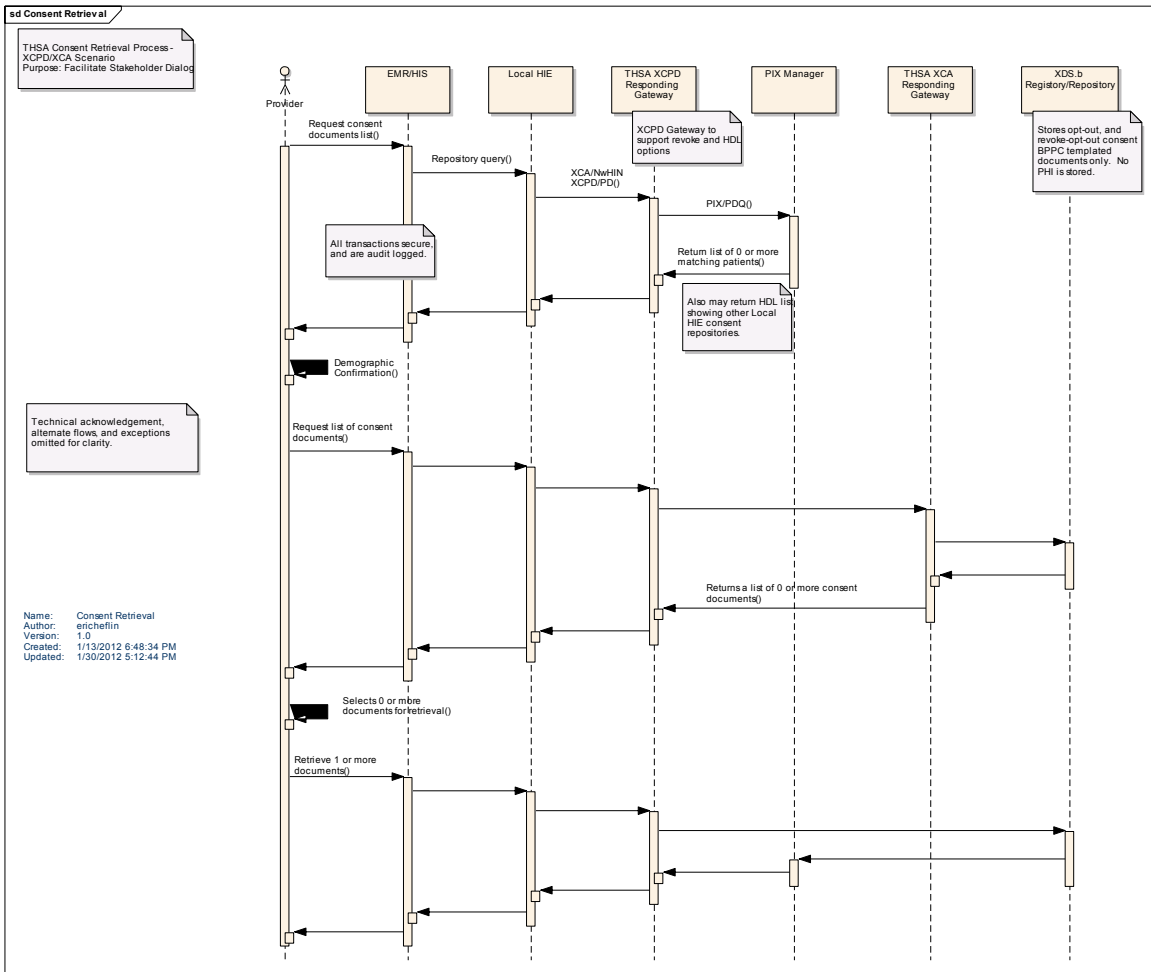 sd Consent Retrieval
THSA Consent Retrieval Process -
XCPD/XCA Scenario
Purpose: Facilitate Stakeholder Dialog
Provider
EMR/HIS
Local HIE
THSA XCPD
Responding
Gateway
PIX Manager
THSA XCA
Responding
Gateway
XDS.b
Registory/Repository
XCPD Gateway to
support revoke and HDL
options
Stores opt-out, and
revoke-opt-out consent
BPPC templated
documents only.  No
PHI is stored.
Request consent
documents list()
Repository query()
XCA/NwHIN
XCPD/PD()
PIX/PDQ()
All transactions secure,
and are audit logged.
Return list of 0 or more
matching patients()
Also may return HDL list
showing other Local
HIE consent
repositories.
Demographic
Confirmation()
Technical acknowledgement,
alternate flows, and exceptions
omitted for clarity.
Request list of consent
documents()
Returns a list of 0 or more consent
documents()
Name: Consent Retrieval
Author: ericheflin
Version: 1.0
Created: 1/13/2012 6:48:34 PM
Updated: 1/30/2012 5:12:44 PM
Selects 0 or more
documents for retrieval()
Retrieve 1 or more
documents()